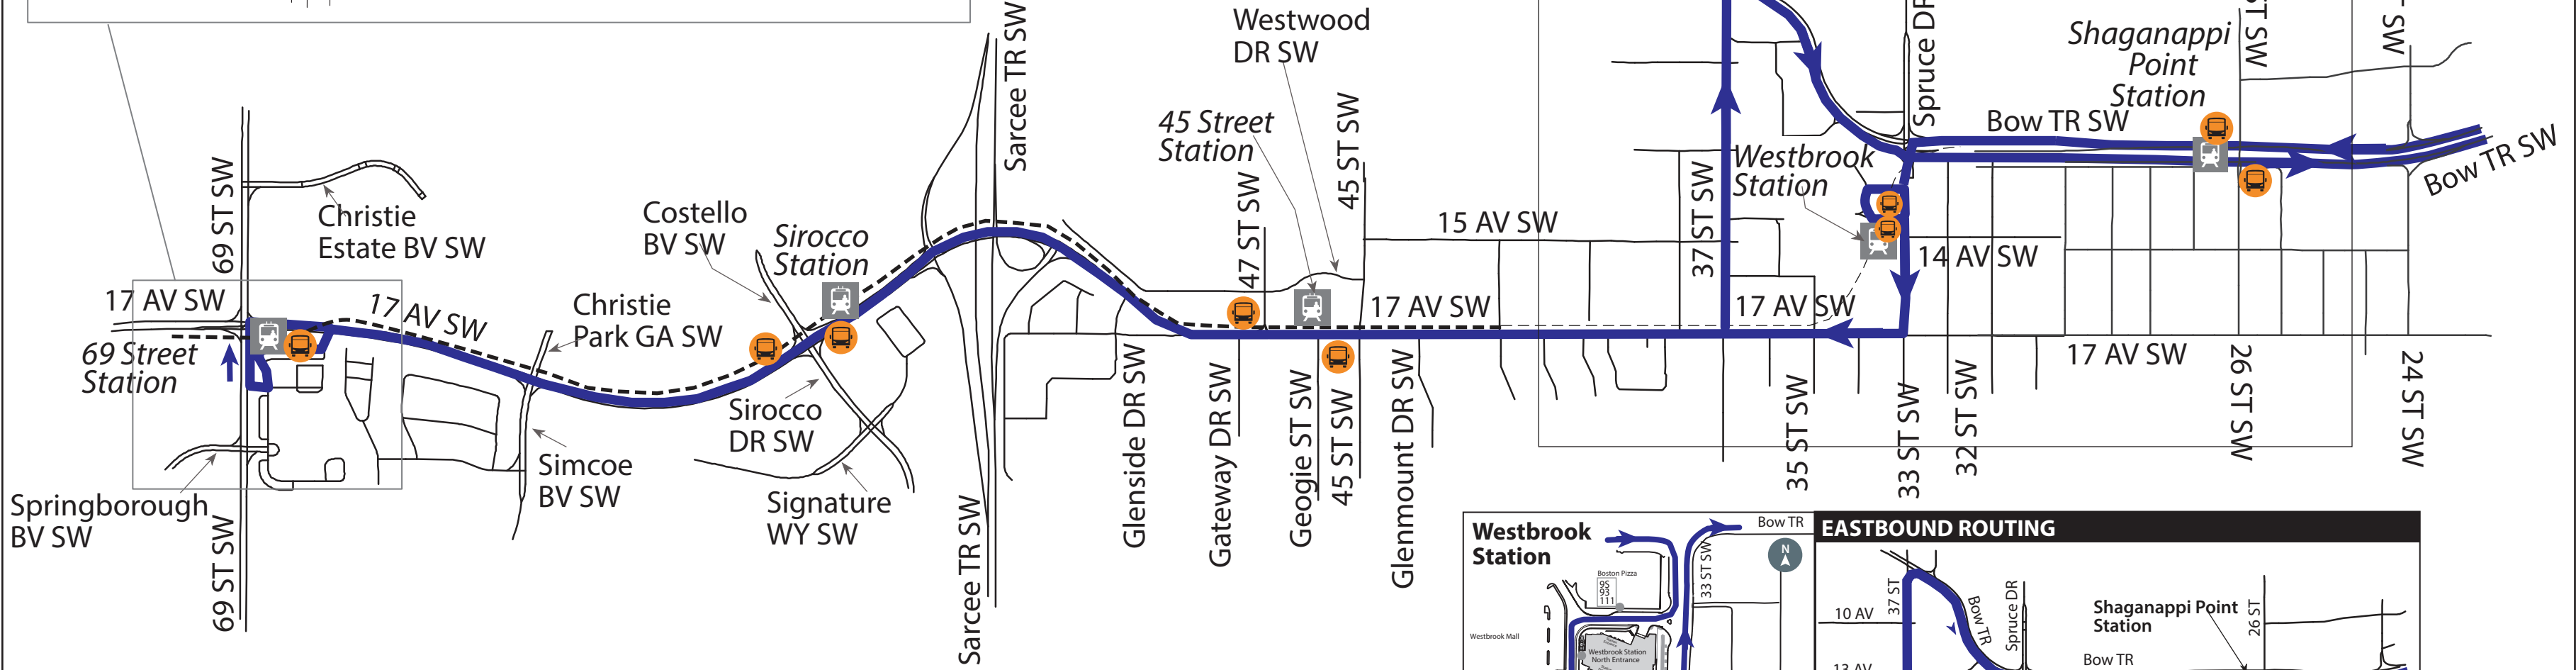 Westwood
DR SW
Sarcee TR SW
Spruce DR
Shaganappi
Point
Station
ST SW
ST SW
45 Street
Station
45 ST SW
47 ST SW
Bow TR SW
Bow TR SW
Westbrook
Station
37 ST SW
15 AV SW
14 AV SW
69 ST SW
Christie
Estate BV SW
Costello
BV SW
Sirocco
Station
17 AV SW
17 AV SW
Christie
Park GA SW
17 AV SW
17 AV SW
17 AV SW
69 Street
Station
Sirocco
DR SW
Simcoe
BV SW
Signature
WY SW
Springborough
BV SW
69 ST SW
Sarcee TR SW
Glenside DR SW
Gateway DR SW
Geogie ST SW
45 ST SW
Glenmount DR SW
35 ST SW
33 ST SW
32 ST SW
26 ST SW
24 ST SW
Westbrook
Station
Bow TR
N
33 ST SW
Boston Pizza
95
93
111
Westbrook Mall
Westbrook Station
North Entrance
EASTBOUND ROUTING
37 ST
10 AV
Bow TR
Spruce DR
Shaganappi Point
Station
26 ST
Bow TR
13 AV